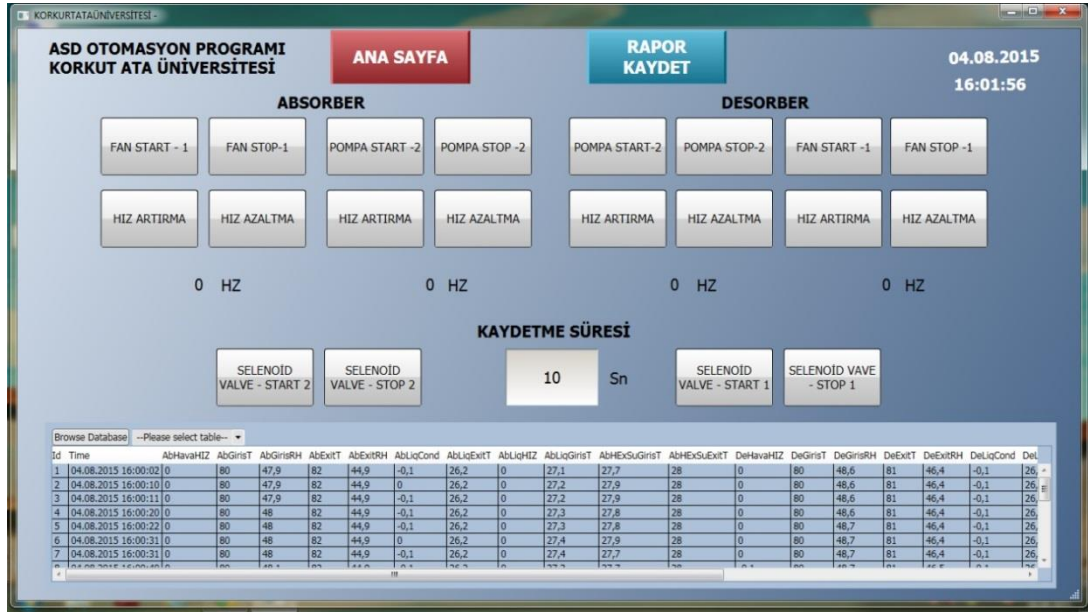 KORKURTATAÜNİVERSİTESİ -
ASD OTOMASYON PROGRAMI
KORKUT ATA ÜNİVERSİTESİ
ANA SAYFA
RAPOR
KAYDET
04.08.2015
16:01:56
ABSORBER
DESORBER
FAN START - 1 FAN ST0P-1 POMPA START -2 POMPA STOP -2 POMPA START-2 POMPA STOP-2 FAN START -1 FAN STOP -1
HIZ ARTIRMA HIZ AZALTMA HIZ ARTIRMA HIZ AZALTMA HIZ ARTIRMA HIZ AZALTMA HIZ ARTIRMA HIZ AZALTMA
0 HZ 0 HZ 0 HZ 0 HZ
KAYDETME SÜRESİ
SELENOİD
VALVE - START 2
SELENOİD
VALVE - STOP 2
10 Sn
SELENOİD
VALVE - START 1
SELENOİD VAVE
- STOP 1
Browse Database --Please select table--
Id Time AbHavaHIZ AbGirisT AbGirisRH AbExitT AbExitRH AbLiqCond AbLiqExitT AbLiqHIZ AbLiqGirisT AbHExSuGirisT AbHExSuExitT DeHavaHIZ DeGirisT DeGirisRH DeExitT DeExitRH DeLiqCond
1 04.08.2015 16:00:02 0 80 47,9 82 44,9 -0,1 26,2 0 27,1 27,7 28 0 80 48,6 81 46,4 -0,1 26,
2 04.08.2015 16:00:10 0 80 47,9 82 44,9 0 26,2 0 27,2 27,9 28 0 80 48,6 81 46,4 -0,1 26,
3 04.08.2015 16:00:11 0 80 47,9 82 44,9 -0,1 26,2 0 27,2 27,9 28 0 80 48,6 81 46,4 -0,1 26,
4 04.08.2015 16:00:20 0 80 48 82 44,9 -0,1 26,2 0 27,3 27,8 28 0 80 48,6 81 46,4 -0,1 26,
5 04.08.2015 16:00:22 0 80 48 82 44,9 -0,1 26,2 0 27,3 27,8 28 0 80 48,7 81 46,4 -0,1 26,
6 04.08.2015 16:00:31 0 80 48 82 44,9 0 26,2 0 27,4 27,9 28 0 80 48,7 81 46,4 -0,1 26,
7 04.08.2015 16:00:31 0 80 48 82 44,9 -0,1 26,2 0 27,4 27,7 28 0 80 48,7 81 46,4 -0,1 26,